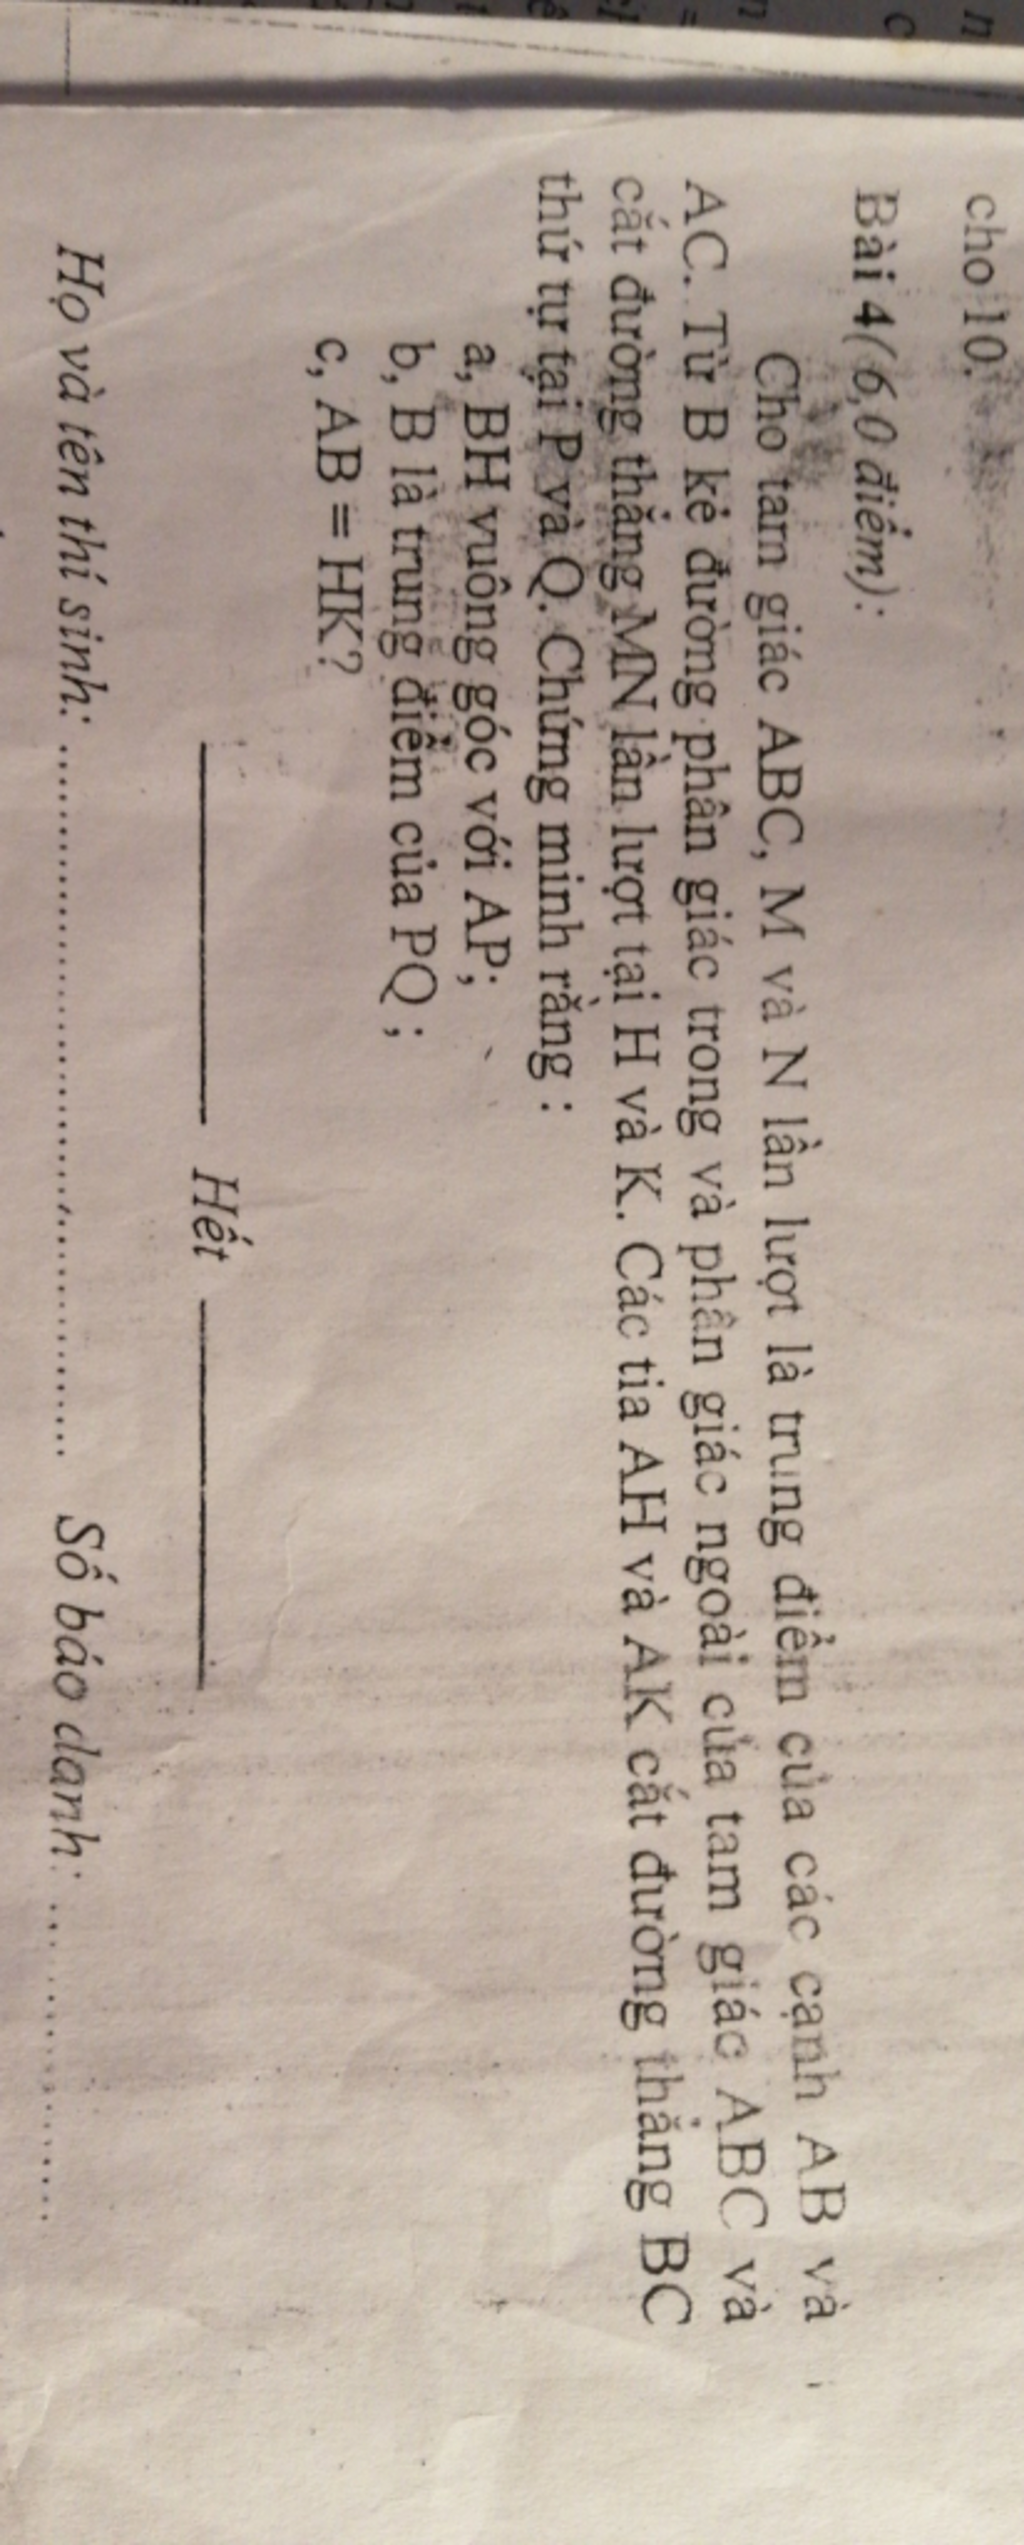 cho 10.
Bài 4( 6,0 điểm):
Cho tam giác ABC, M và N lần lượt là trung điểm của các cạnh AB và
AC. Từ B kẻ đường phân giác trong và phân giác ngoài của tam giác ABC và
cắt đường thẳng MN lần lượt tại H và K. Các tia AH và AK cắt đường thẳng BC
thứ tự tại P và Q. Chứng minh rằng :
a, BH vuông góc với AP;
b, B là trung điểm của PQ ;
c, AB = HK?
Hết
Họ và tên thí sinh: ........................................ Số báo danh: ....................